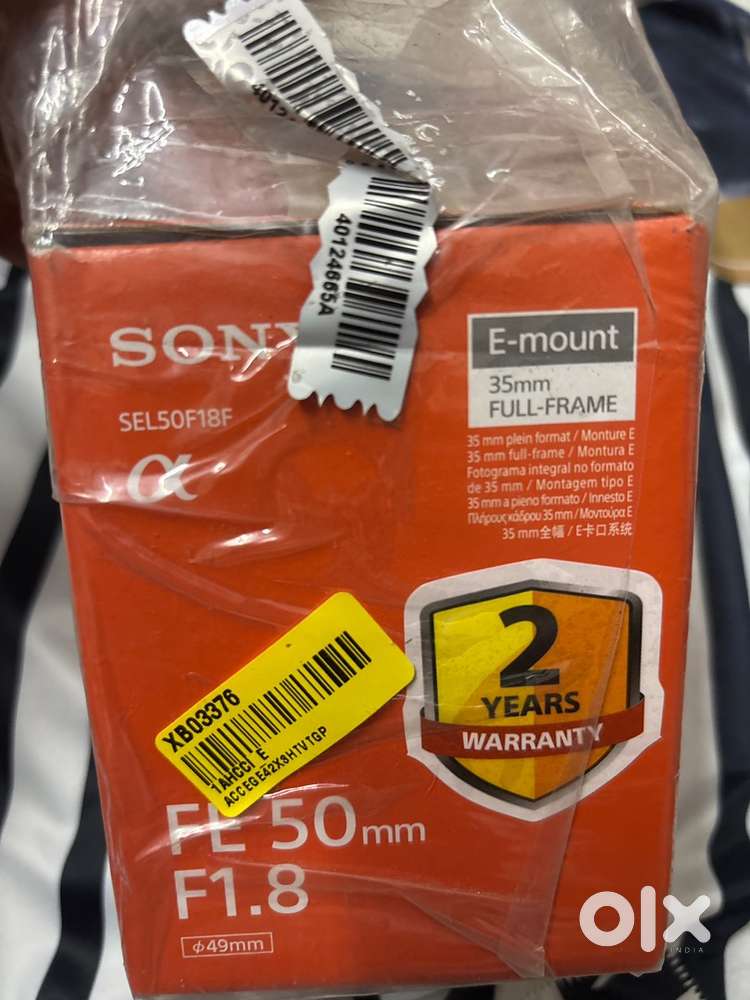 40124665A
SONY
SEL50F18F
α
E-mount
35mm
FULL-FRAME
35 mm plein format / Monture E
35 mm full-frame / Montura E
Fotograma integral no formato
de 35 mm / Montagem tipo E
35 mm a pieno formato / Innesto E
Πλήρους κάδρου 35 mm / Μοντούρα E
35 mm全幅 / E卡口系统
2
YEARS
WARRANTY
XB03376
ACCEGE42X3HTVTGP
FE 50mm
F1.8
φ49mm
olx
INDIA